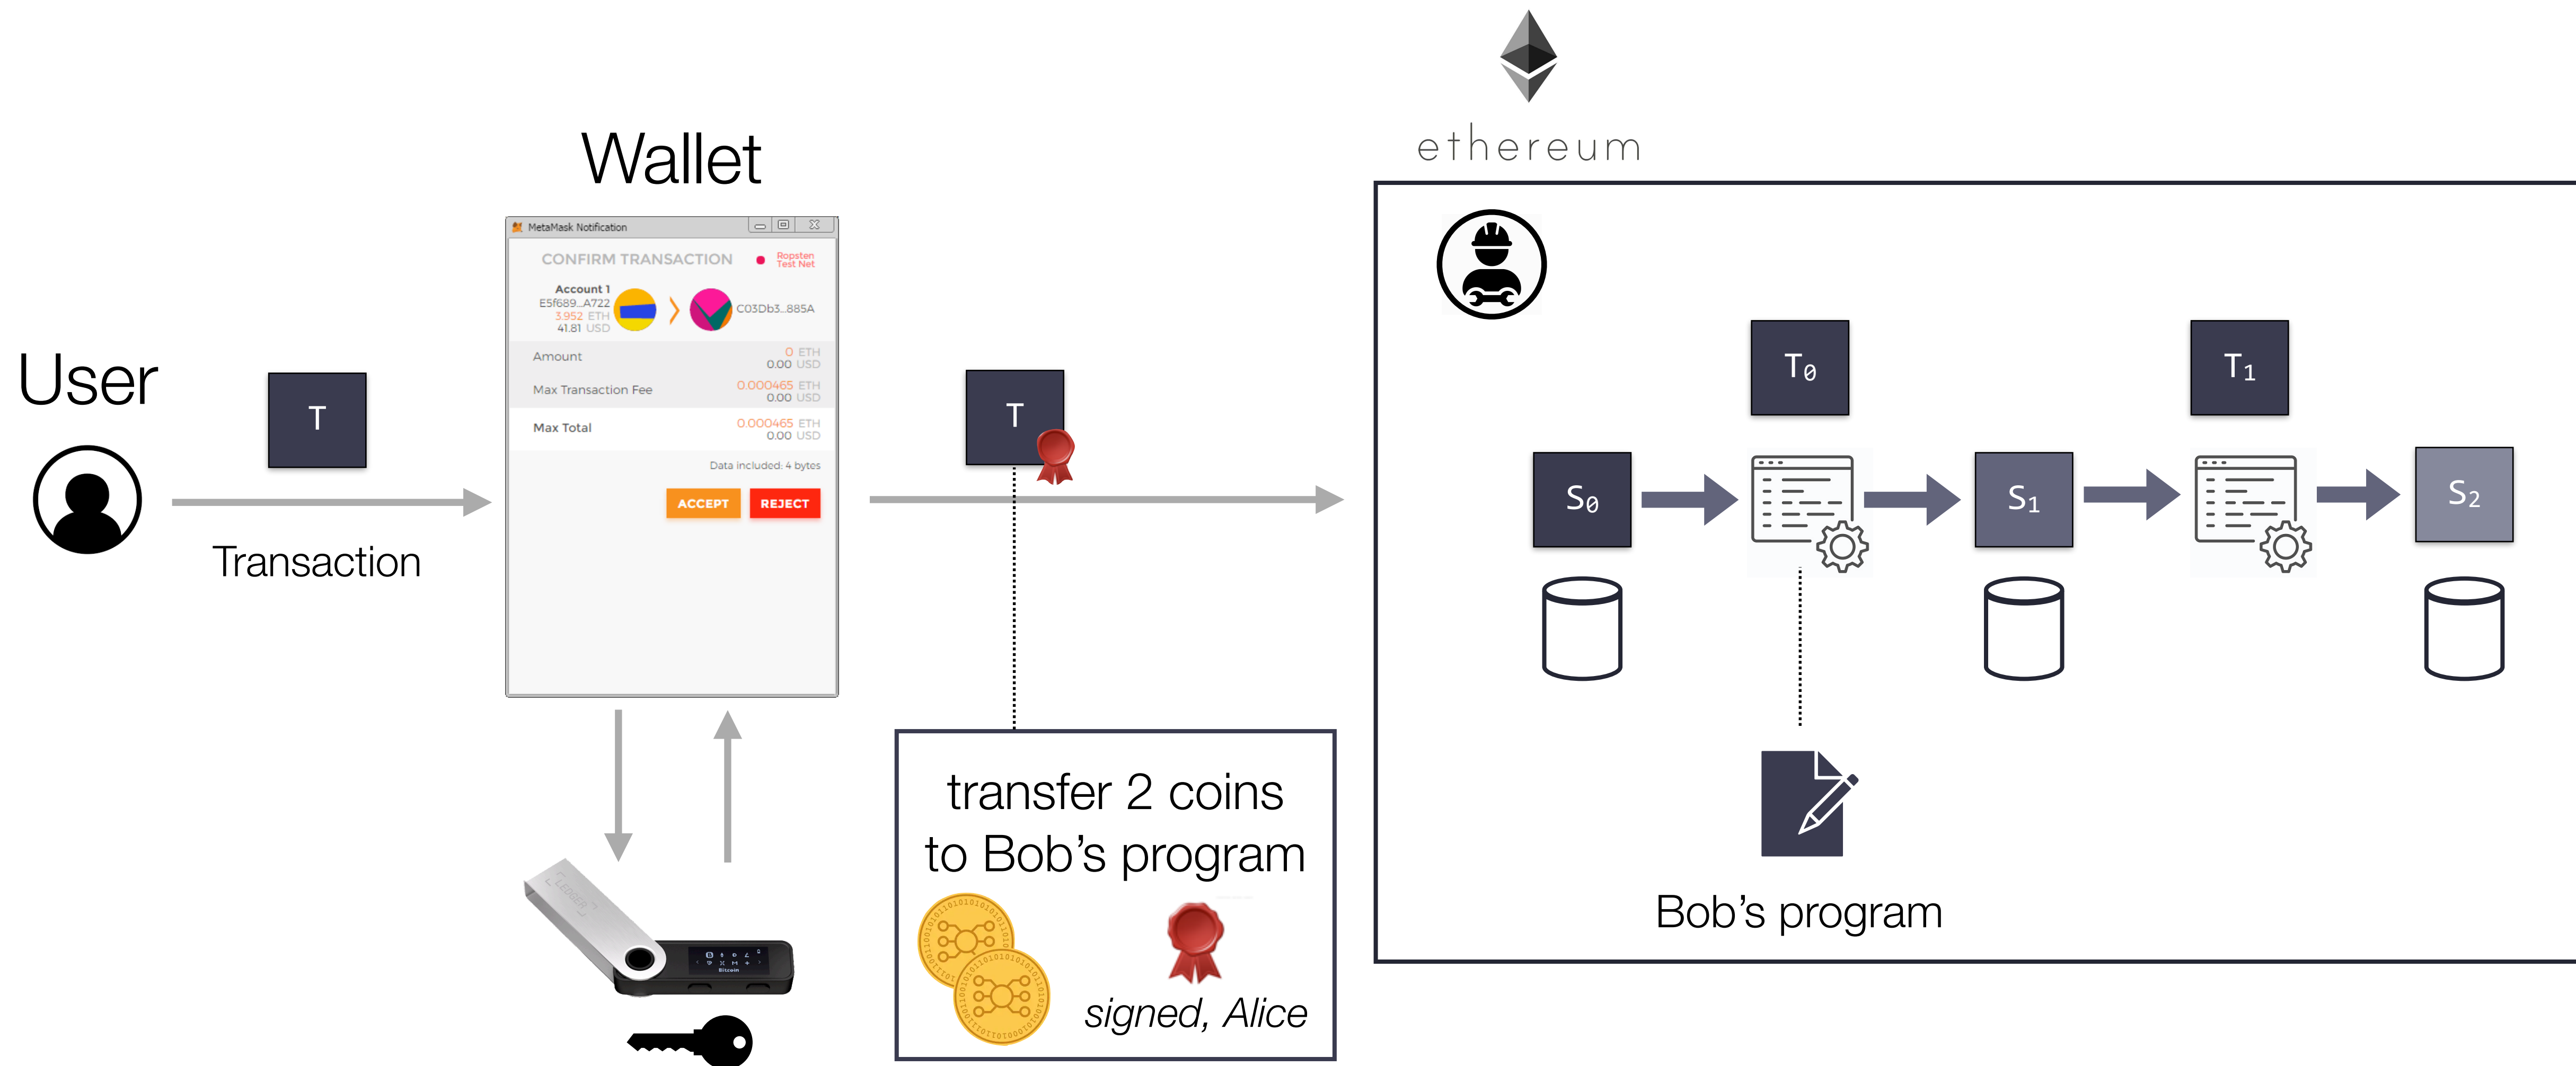 ethereum
Wallet
User
T
Transaction
MetaMask Notification
CONFIRM TRANSACTION
Ropsten
Test Net
Account 1
E5f689...A722
3.952 ETH
41.81 USD
C03Db3...885A
Amount
0 ETH
0.00 USD
Max Transaction Fee
0.000465 ETH
0.00 USD
Max Total
0.000465 ETH
0.00 USD
Data included: 4 bytes
ACCEPT
REJECT
LEDGER
Bitcoin
T
transfer 2 coins
to Bob's program
signed, Alice
T0
T1
S0
S1
S2
Bob's program